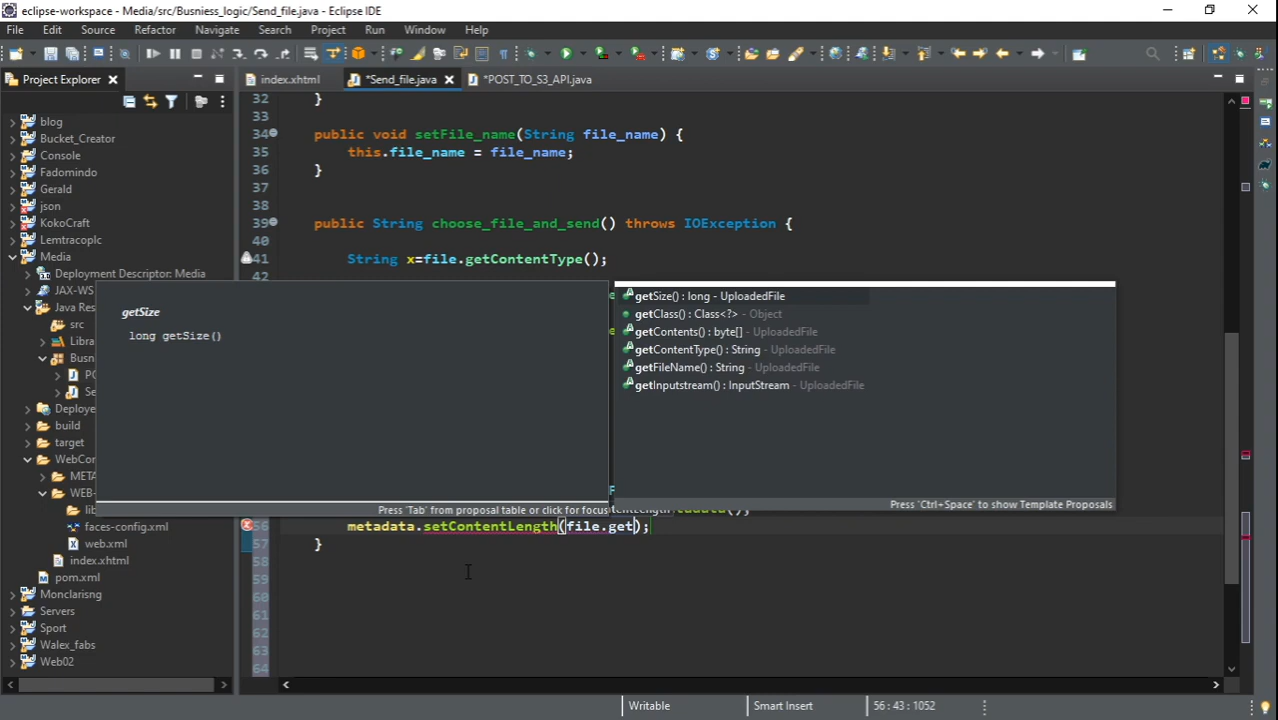 eclipse-workspace - Media/src/Busniess_logic/Send_file.java - Eclipse IDE
File Edit Source Refactor Navigate Search Project Run Window Help
Project Explorer
index.xhtml
*Send_file.java
*POST_TO_S3_API.java
blog
Bucket_Creator
Console
Fadomindo
Gerald
json
KokoCraft
Lemtracoplc
Media
Deployment Descriptor: Media
JAX-WS
Java Res
src
Libra
Busn
PO
Se
Deploye
build
target
WebCon
META
WEB-
lib
faces-config.xml
web.xml
index.xhtml
pom.xml
Monclarisng
Servers
Sport
Walex_fabs
Web02
32 }
33
34 public void setFile_name(String file_name) {
35 this.file_name = file_name;
36 }
37
38
39 public String choose_file_and_send() throws IOException {
40
41 String x=file.getContentType();
42
getSize
long getSize()
Press 'Tab' from proposal table or click for focus
getSize() : long - UploadedFile
getClass() : Class<?> - Object
getContents() : byte[] - UploadedFile
getContentType() : String - UploadedFile
getFileName() : String - UploadedFile
getInputstream() : InputStream - UploadedFile
Press 'Ctrl+Space' to show Template Proposals
56 metadata.setContentLength(file.get);
57 }
58
59
60
61
62
63
64
Writable
Smart Insert
56 : 43 : 1052